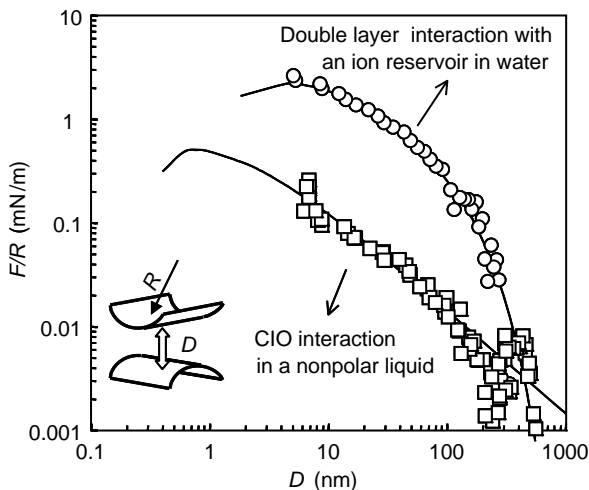 10
1
0.1
0.01
0.001
F/R (mN/m)
Double layer interaction with
an ion reservoir in water
R
D
CIO interaction
in a nonpolar liquid
0.1
1
10
100
1000
D (nm)